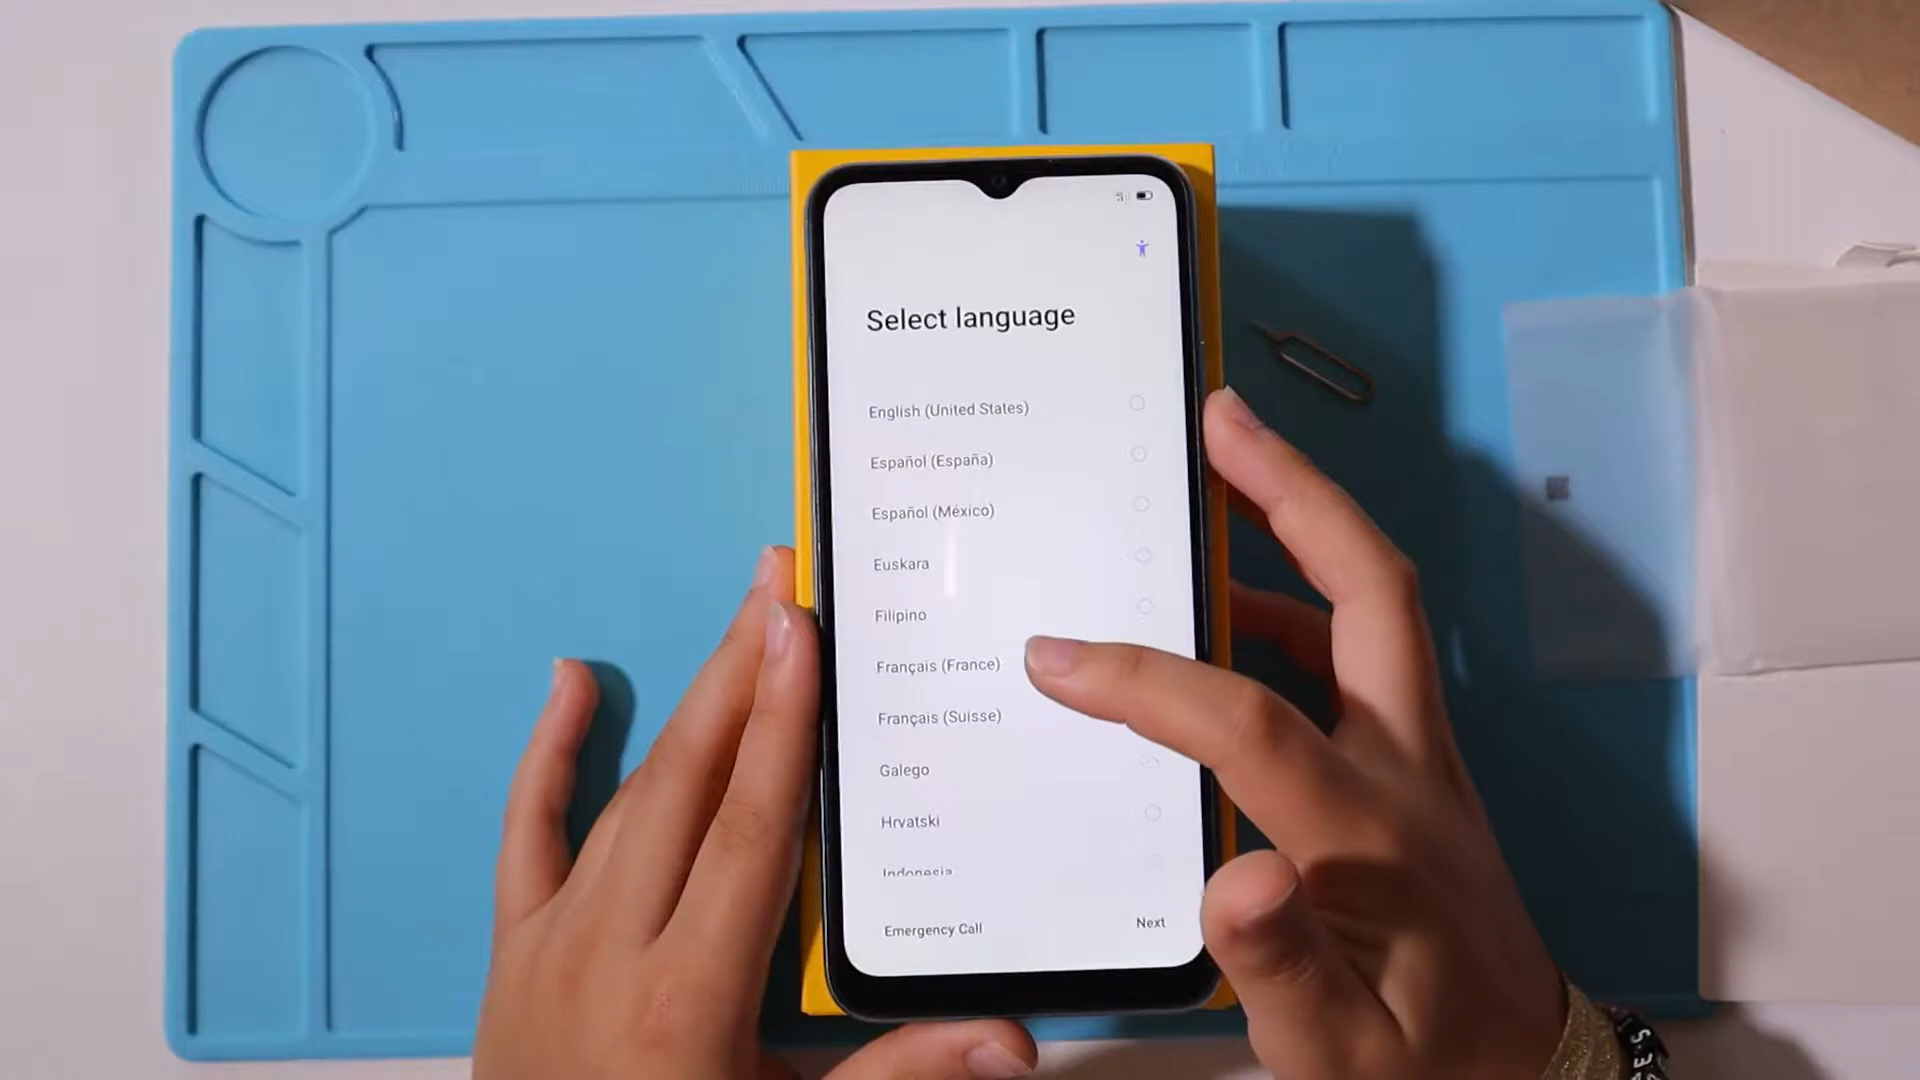 Select language
English (United States)
Español (España)
Español (México)
Euskara
Filipino
Français (France)
Français (Suisse)
Galego
Hrvatski
Indonesia
Emergency Call
Next